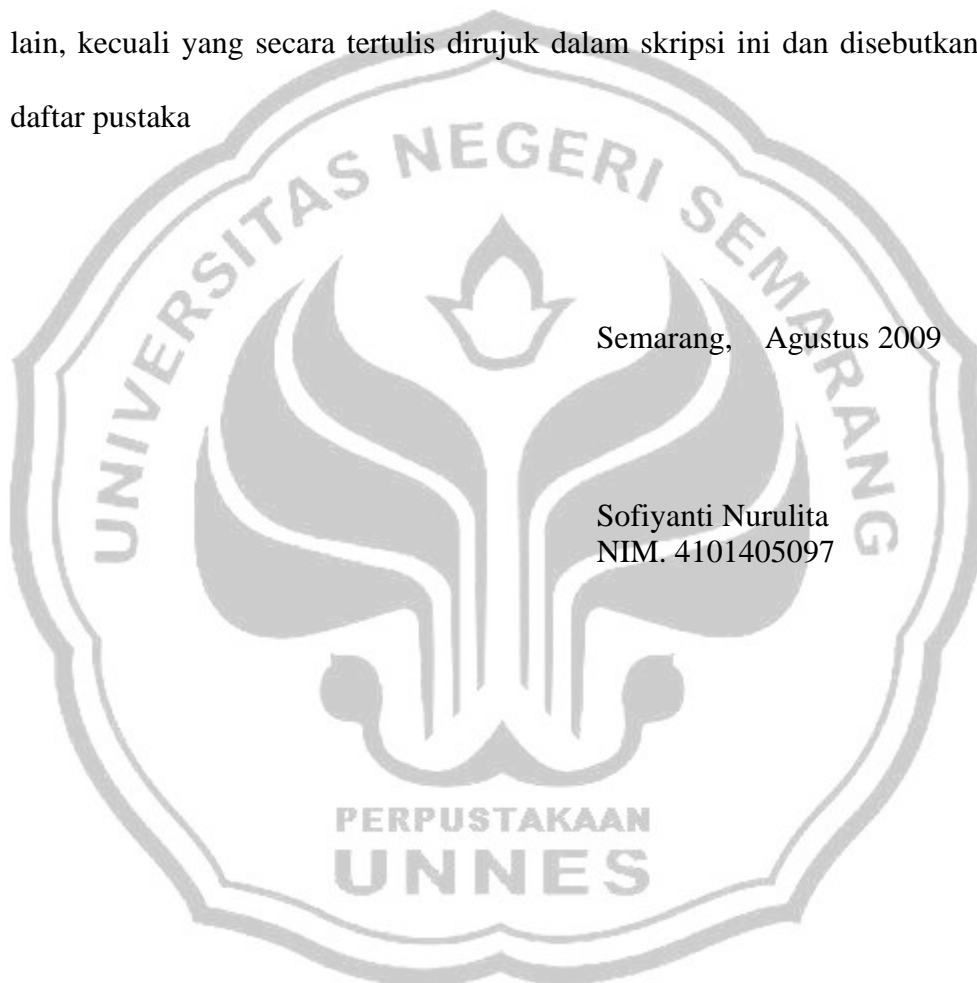 lain, kecuali yang secara tertulis dirujuk dalam skripsi ini dan disebutkan
daftar pustaka
UNIVERSITAS NEGERI SEMARANG
Semarang, Agustus 2009
Sofiyanti Nurulita
NIM. 4101405097
PERPUSTAKAAN
UNNES